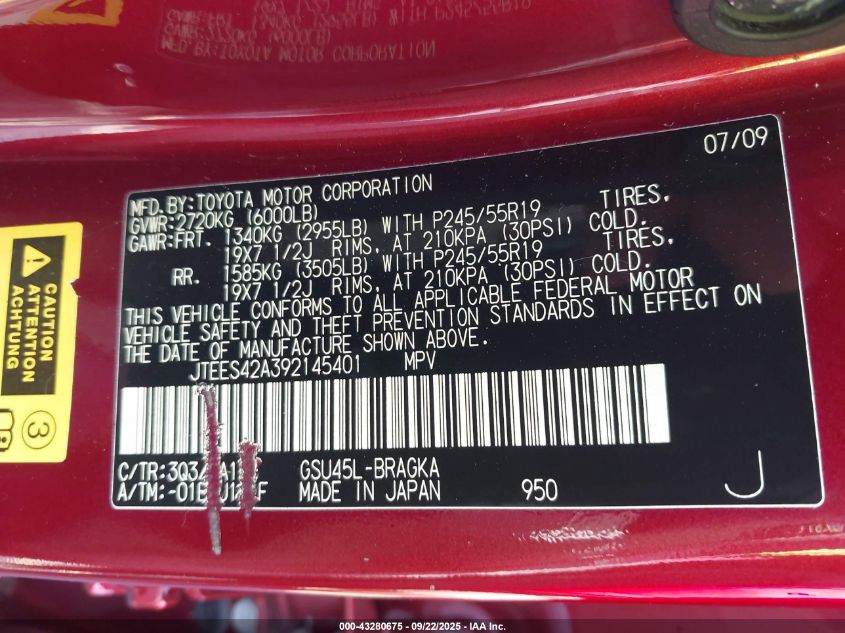 07/09
MFD.BY:TOYOTA MOTOR CORPORATION
GVWR:2720KG (6000LB)
GAWR:FRT. 1340KG (2955LB) WITH P245/55R19 TIRES.
19X7 1/2J RIMS. AT 210KPA (30PSI) COLD.
RR. 1585KG (3505LB) WITH P245/55R19 TIRES.
19X7 1/2J RIMS. AT 210KPA (30PSI) COLD.
THIS VEHICLE CONFORMS TO ALL APPLICABLE FEDERAL MOTOR
VEHICLE SAFETY AND THEFT PREVENTION STANDARDS IN EFFECT ON
THE DATE OF MANUFACTURE SHOWN ABOVE.
JTEES42A392145401 MPV
C/TR: GSU45L-BRAGKA
A/TM: MADE IN JAPAN 950 J
CAUTION
ATTENTION
ACHTUNG
3
000-43280675 - 09/22/2025 - IAA Inc.